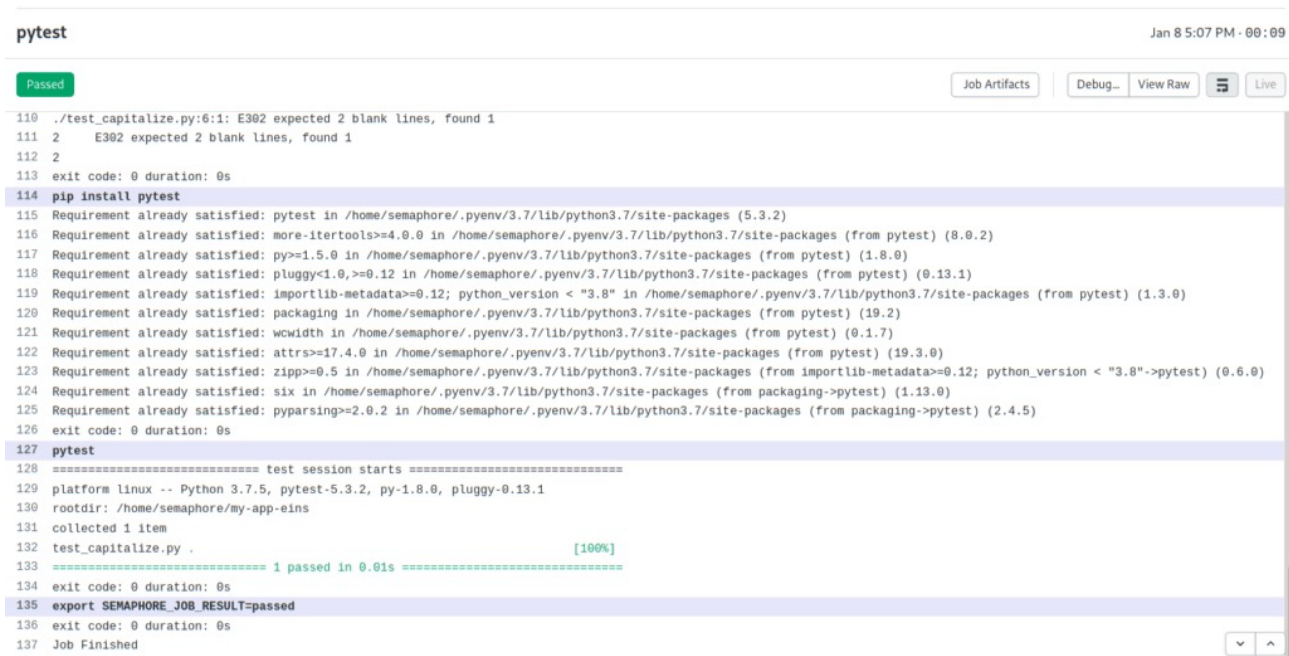 pytest
Jan 8 5:07 PM · 00:09
Passed
Job Artifacts
Debug...
View Raw
Live
110 ./test_capitalize.py:6:1: E302 expected 2 blank lines, found 1
111 2     E302 expected 2 blank lines, found 1
112 2
113 exit code: 0 duration: 0s
114 pip install pytest
115 Requirement already satisfied: pytest in /home/semaphore/.pyenv/3.7/lib/python3.7/site-packages (5.3.2)
116 Requirement already satisfied: more-itertools>=4.0.0 in /home/semaphore/.pyenv/3.7/lib/python3.7/site-packages (from pytest) (8.0.2)
117 Requirement already satisfied: py>=1.5.0 in /home/semaphore/.pyenv/3.7/lib/python3.7/site-packages (from pytest) (1.8.0)
118 Requirement already satisfied: pluggy<1.0,>=0.12 in /home/semaphore/.pyenv/3.7/lib/python3.7/site-packages (from pytest) (0.13.1)
119 Requirement already satisfied: importlib-metadata>=0.12; python_version < "3.8" in /home/semaphore/.pyenv/3.7/lib/python3.7/site-packages (from pytest) (1.3.0)
120 Requirement already satisfied: packaging in /home/semaphore/.pyenv/3.7/lib/python3.7/site-packages (from pytest) (19.2)
121 Requirement already satisfied: wcwidth in /home/semaphore/.pyenv/3.7/lib/python3.7/site-packages (from pytest) (0.1.7)
122 Requirement already satisfied: attrs>=17.4.0 in /home/semaphore/.pyenv/3.7/lib/python3.7/site-packages (from pytest) (19.3.0)
123 Requirement already satisfied: zipp>=0.5 in /home/semaphore/.pyenv/3.7/lib/python3.7/site-packages (from importlib-metadata>=0.12; python_version < "3.8"->pytest) (0.6.0)
124 Requirement already satisfied: six in /home/semaphore/.pyenv/3.7/lib/python3.7/site-packages (from packaging->pytest) (1.13.0)
125 Requirement already satisfied: pyparsing>=2.0.2 in /home/semaphore/.pyenv/3.7/lib/python3.7/site-packages (from packaging->pytest) (2.4.5)
126 exit code: 0 duration: 0s
127 pytest
128 ============================= test session starts ==============================
129 platform linux -- Python 3.7.5, pytest-5.3.2, py-1.8.0, pluggy-0.13.1
130 rootdir: /home/semaphore/my-app-eins
131 collected 1 item
132 test_capitalize.py . [100%]
133 ============================== 1 passed in 0.01s ===============================
134 exit code: 0 duration: 0s
135 export SEMAPHORE_JOB_RESULT=passed
136 exit code: 0 duration: 0s
137 Job Finished